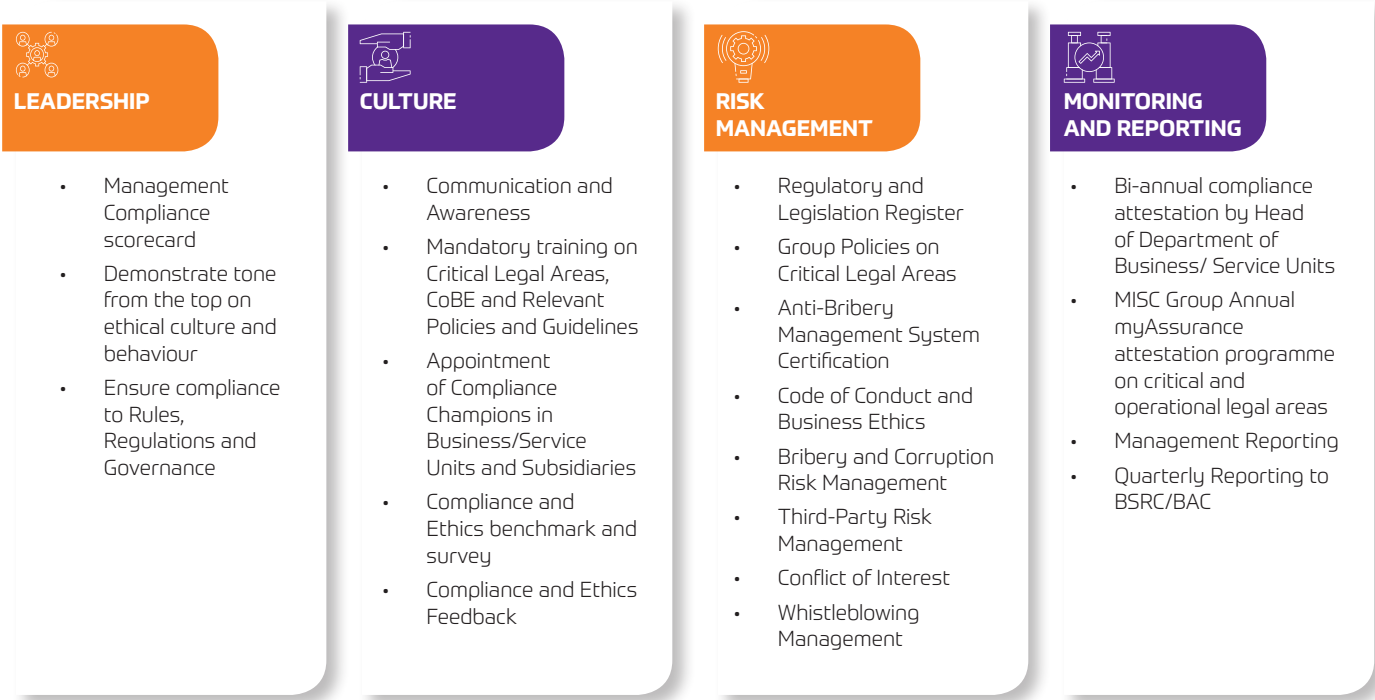 LEADERSHIP
• Management
Compliance
scorecard
• Demonstrate tone
from the top on
ethical culture and
behaviour
• Ensure compliance
to Rules,
Regulations and
Governance
CULTURE
• Communication and
Awareness
• Mandatory training on
Critical Legal Areas,
CoBE and Relevant
Policies and Guidelines
• Appointment
of Compliance
Champions in
Business/Service
Units and Subsidiaries
• Compliance and
Ethics benchmark and
survey
• Compliance and Ethics
Feedback
RISK
MANAGEMENT
• Regulatory and
Legislation Register
• Group Policies on
Critical Legal Areas
• Anti-Bribery
Management System
Certification
• Code of Conduct and
Business Ethics
• Bribery and Corruption
Risk Management
• Third-Party Risk
Management
• Conflict of Interest
• Whistleblowing
Management
MONITORING
AND REPORTING
• Bi-annual compliance
attestation by Head
of Department of
Business/ Service Units
• MISC Group Annual
myAssurance
attestation programme
on critical and
operational legal areas
• Management Reporting
• Quarterly Reporting to
BSRC/BAC